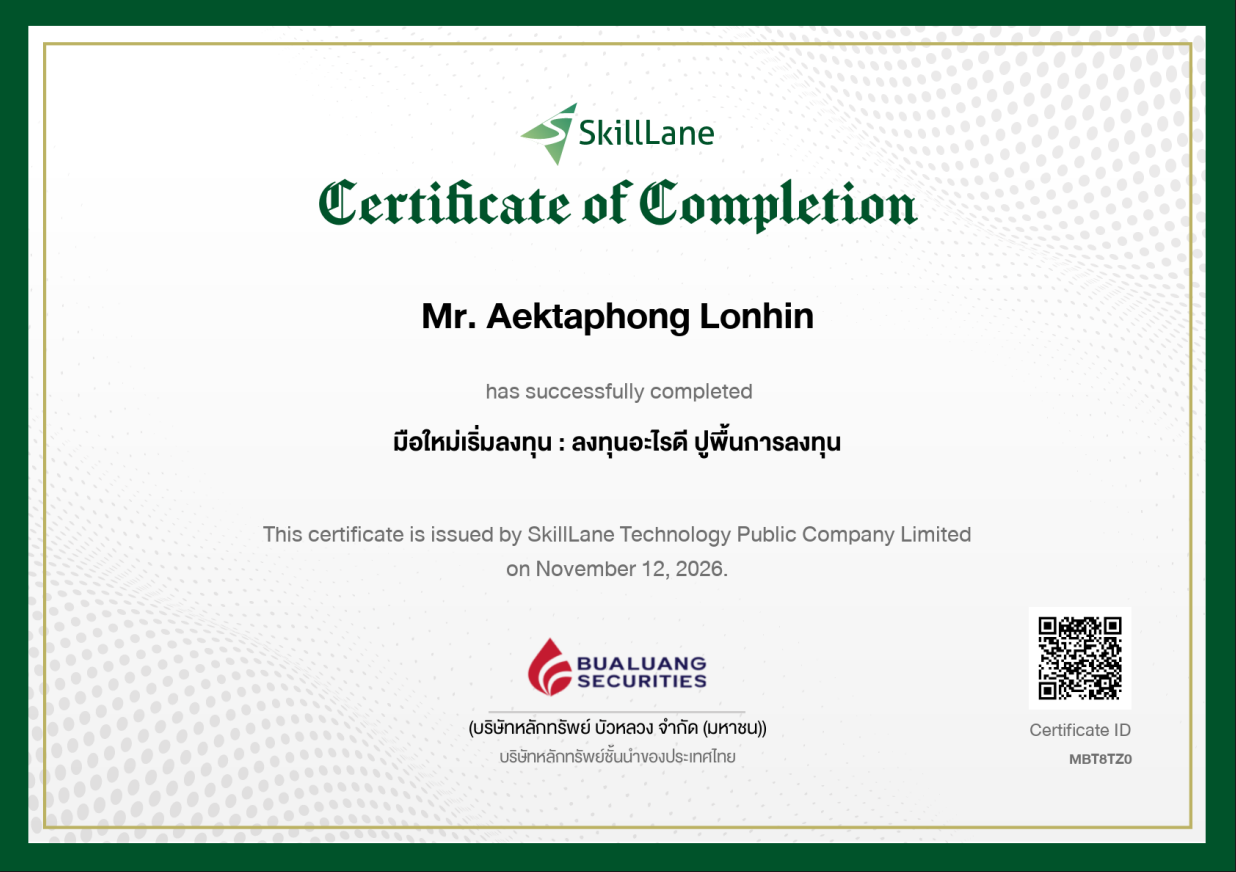 SkillLane
Certificate of Completion
Mr. Aektaphong Lonhin
has successfully completed
มือใหม่เริ่มลงทุน : ลงทุนอะไรดี ปูพื้นการลงทุน
This certificate is issued by SkillLane Technology Public Company Limited
on November 12, 2026.
BUALUANG
SECURITIES
(บริษัทหลักทรัพย์ บัวหลวง จำกัด (มหาชน))
บริษัทหลักทรัพย์ชั้นนำของประเทศไทย
Certificate ID
MBT8TZ0